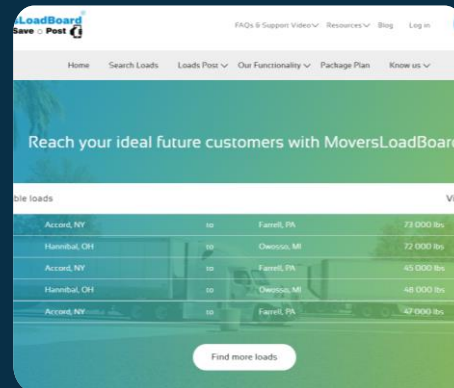 sLoadBoard
Save Post
FAQs & Support Video Resources Blog Log in
Home Search Loads Loads Post Our Functionality Package Plan Know us
Reach your ideal future customers with MoversLoadBoar
ble loads Vi
Accord, NY to Farrell, PA 73 000 lbs
Hannibal, OH to Owosso, MI 72 000 lbs
Accord, NY to Farrell, PA 45 000 lbs
Hannibal, OH to Owosso, MI 48 000 lbs
Accord, NY to Farrell, PA 47 000 lbs
Find more loads